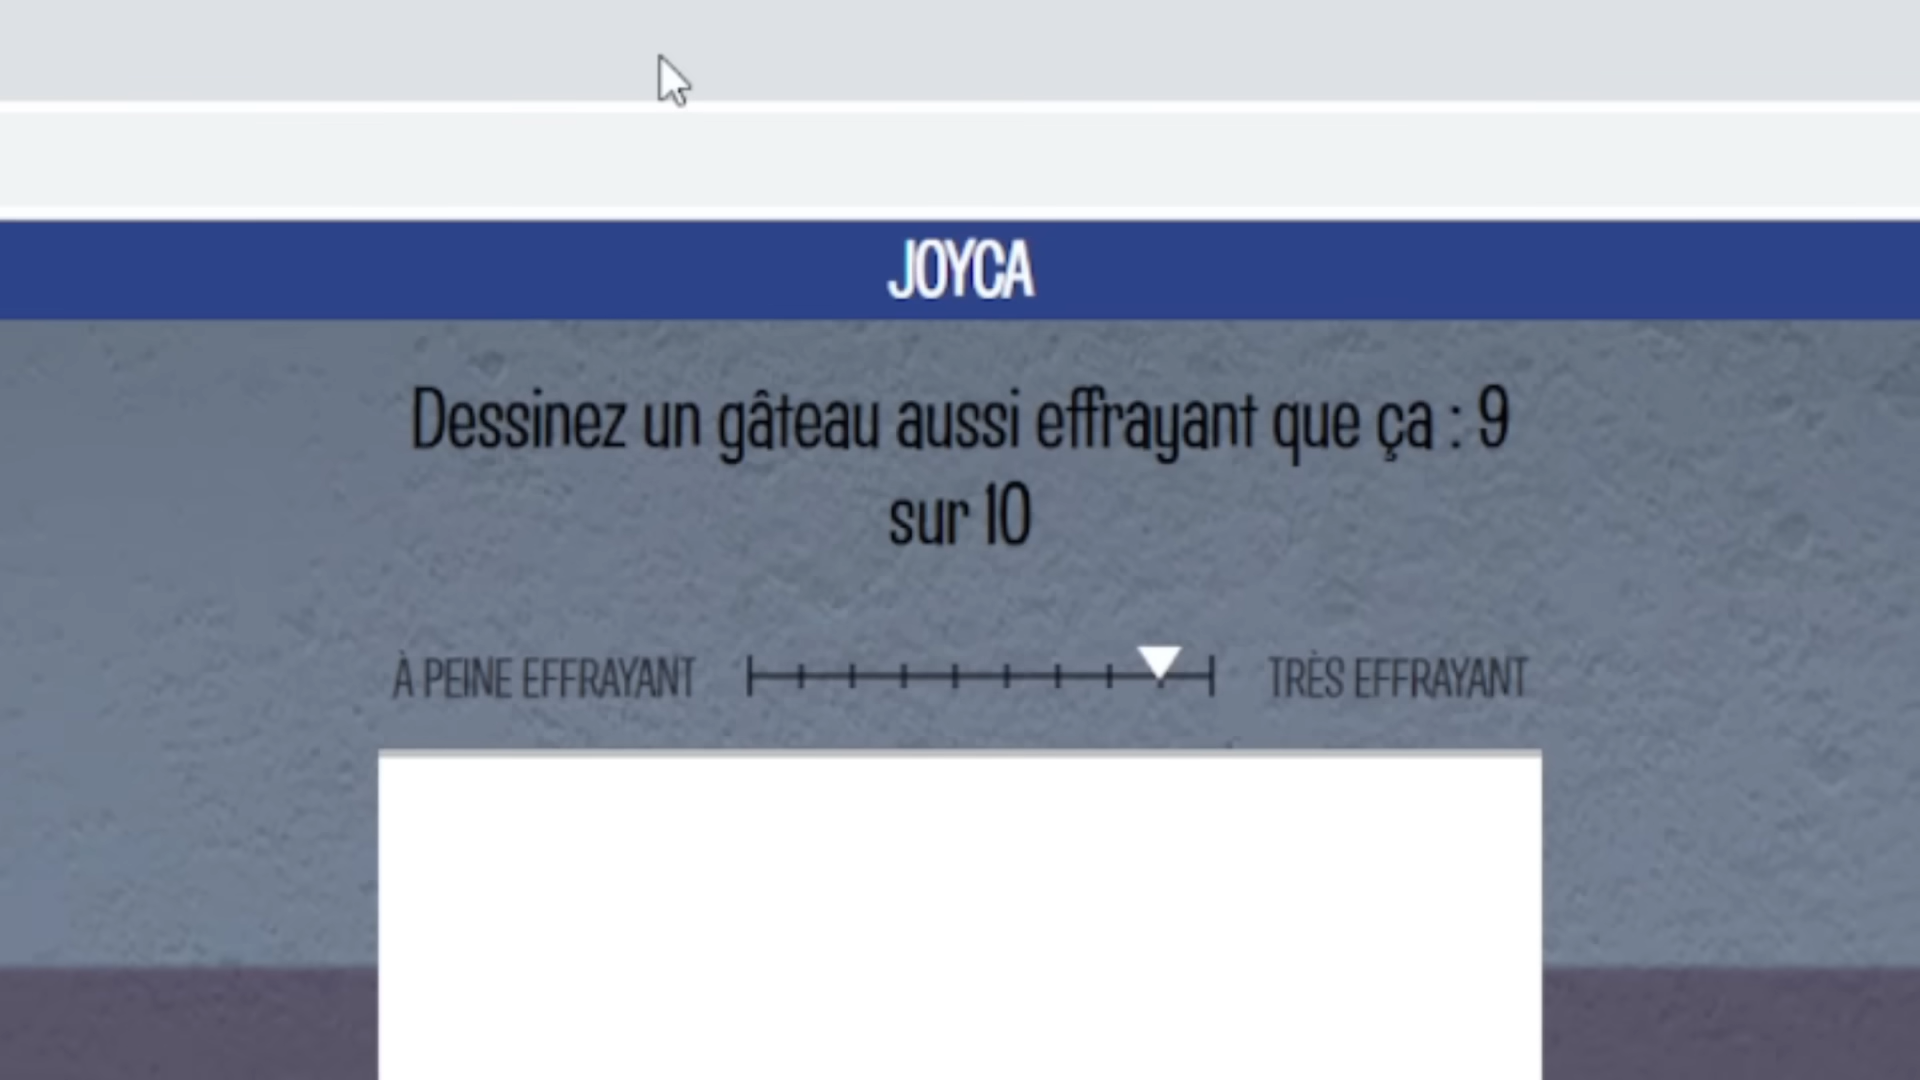 JOYCA
Dessinez un gâteau aussi effrayant que ça : 9
sur 10
À PEINE EFFRAYANT TRÈS EFFRAYANT